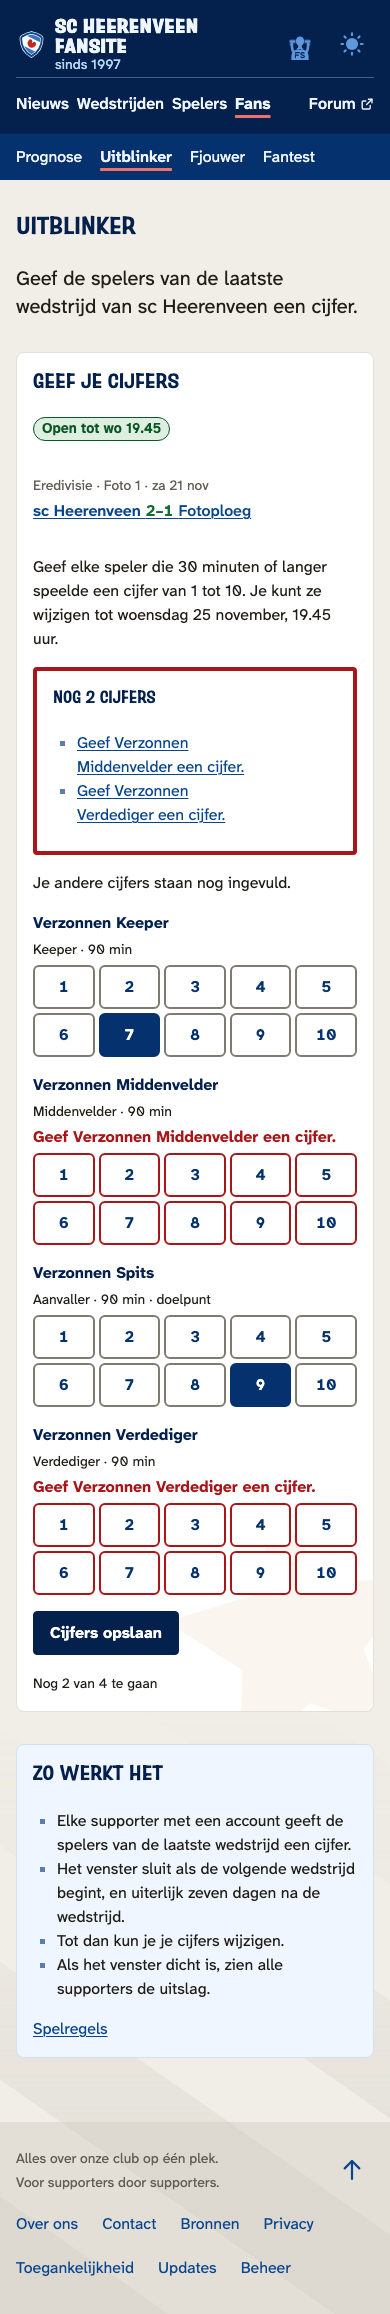 SC HEERENVEEN
FANSITE
sinds 1997
FS
Nieuws Wedstrijden Spelers Fans Forum
Prognose Uitblinker Fjouwer Fantest
UITBLINKER
Geef de spelers van de laatste
wedstrijd van sc Heerenveen een cijfer.
GEEF JE CIJFERS
Open tot wo 19.45
Eredivisie · Foto 1 · za 21 nov
sc Heerenveen 2–1 Fotoploeg
Geef elke speler die 30 minuten of langer
speelde een cijfer van 1 tot 10. Je kunt ze
wijzigen tot woensdag 25 november, 19.45
uur.
NOG 2 CIJFERS
Geef Verzonnen
Middenvelder een cijfer.
Geef Verzonnen
Verdediger een cijfer.
Je andere cijfers staan nog ingevuld.
Verzonnen Keeper
Keeper · 90 min
1 2 3 4 5
6 7 8 9 10
Verzonnen Middenvelder
Middenvelder · 90 min
Geef Verzonnen Middenvelder een cijfer.
1 2 3 4 5
6 7 8 9 10
Verzonnen Spits
Aanvaller · 90 min · doelpunt
1 2 3 4 5
6 7 8 9 10
Verzonnen Verdediger
Verdediger · 90 min
Geef Verzonnen Verdediger een cijfer.
1 2 3 4 5
6 7 8 9 10
Cijfers opslaan
Nog 2 van 4 te gaan
ZO WERKT HET
Elke supporter met een account geeft de
spelers van de laatste wedstrijd een cijfer.
Het venster sluit als de volgende wedstrijd
begint, en uiterlijk zeven dagen na de
wedstrijd.
Tot dan kun je je cijfers wijzigen.
Als het venster dicht is, zien alle
supporters de uitslag.
Spelregels
Alles over onze club op één plek.
Voor supporters door supporters.
Over ons Contact Bronnen Privacy
Toegankelijkheid Updates Beheer